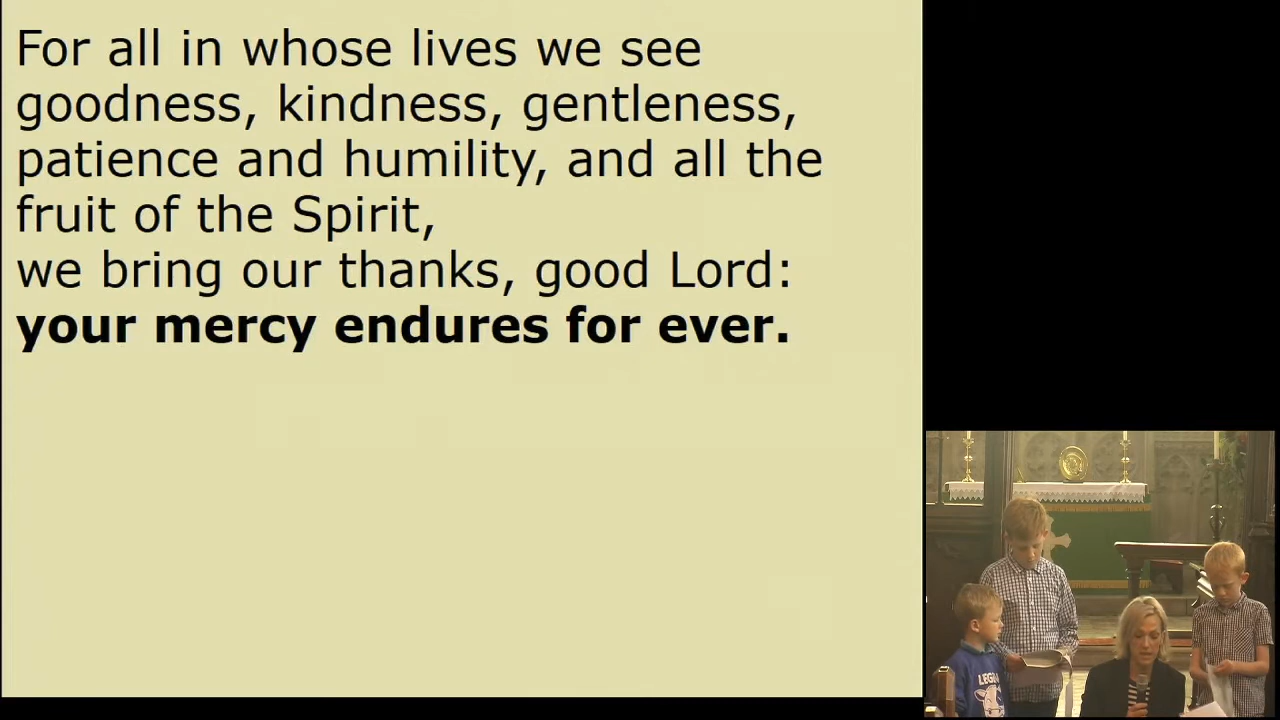 For all in whose lives we see
goodness, kindness, gentleness,
patience and humility, and all the
fruit of the Spirit,
we bring our thanks, good Lord:
your mercy endures for ever.